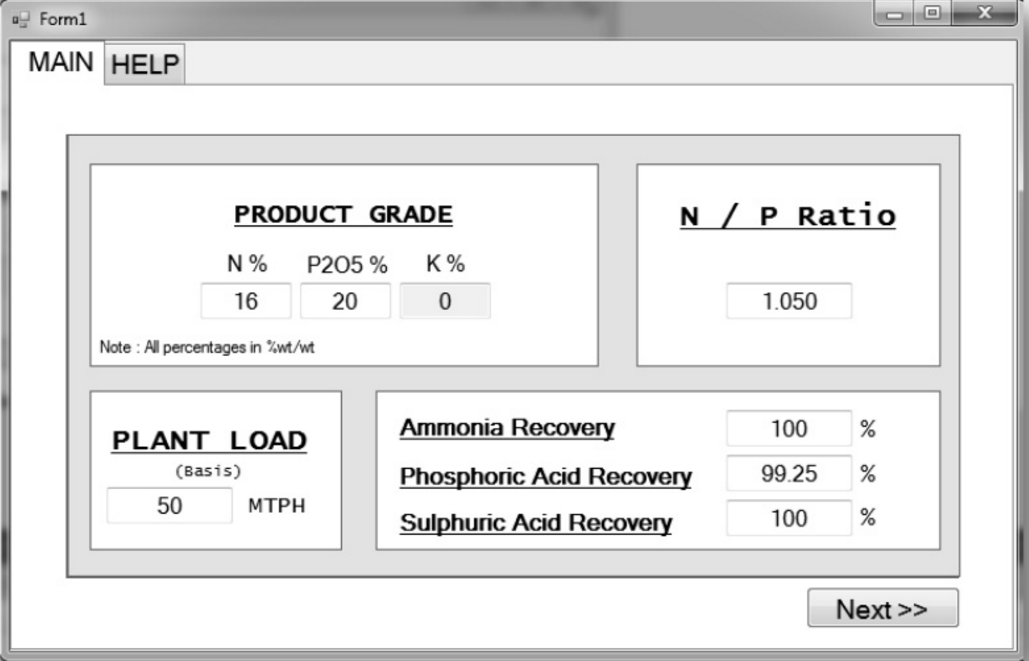 Form1
MAIN HELP
PRODUCT GRADE
N % P2O5 % K %
16 20 0
Note : All percentages in %wt/wt
N / P Ratio
1.050
PLANT LOAD
(Basis)
50 MTPH
Ammonia Recovery 100 %
Phosphoric Acid Recovery 99.25 %
Sulphuric Acid Recovery 100 %
Next >>